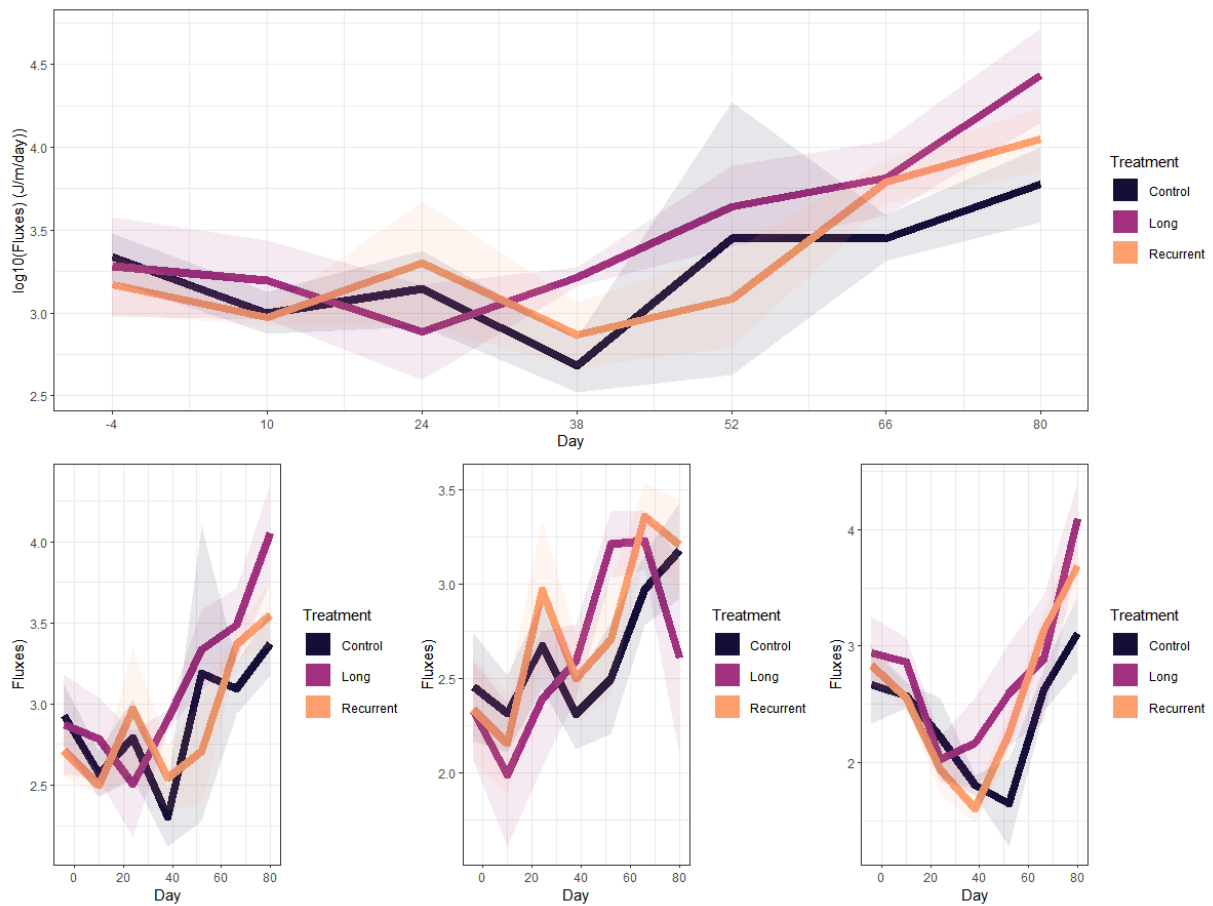 log10(Fluxes) (J/m/day))
4.5
4.0
3.5
3.0
2.5
-4 10 24 38 52 66 80
Day
Treatment
Control
Long
Recurrent
Fluxes)
4.0
3.5
3.0
2.5
0 20 40 60 80
Day
Treatment
Control
Long
Recurrent
Fluxes)
3.5
3.0
2.5
2.0
0 20 40 60 80
Day
Treatment
Control
Long
Recurrent
Fluxes)
4
3
2
0 20 40 60 80
Day
Treatment
Control
Long
Recurrent